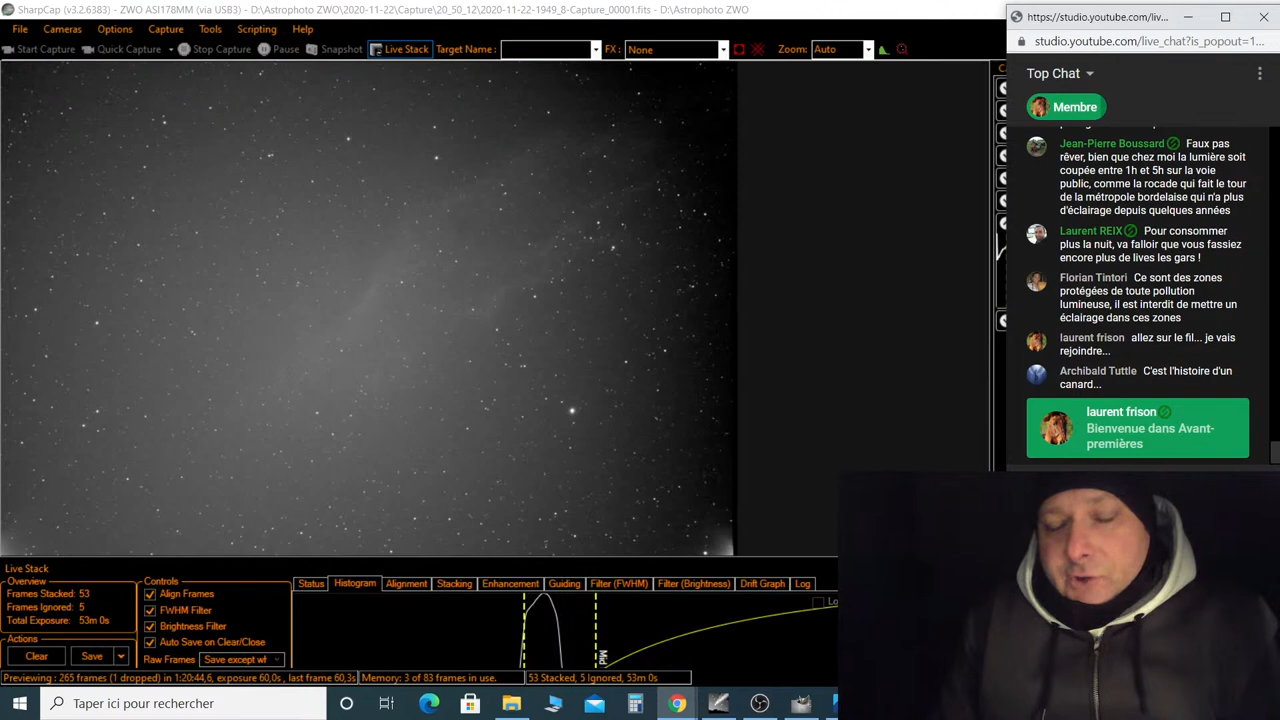 SharpCap (v3.2.6383) - ZWO ASI178MM (via USB3) - D:\Astrophoto ZWO\2020-11-22\Capture\20_50_12\2020-11-22-1949_8-Capture_00001.fits - D:\Astrophoto ZWO
File Cameras Options Capture Tools Scripting Help
Start Capture Quick Capture Stop Capture Pause Snapshot Live Stack Target Name : FX : None Zoom: Auto
https://studio.youtube.com/liv...
studio.youtube.com/live_chat?is_popout=1...
Top Chat
Membre
Jean-Pierre Boussard Faux pas
rêver, bien que chez moi la lumière soit
coupée entre 1h et 5h sur la voie
public, comme la rocade qui fait le tour
de la métropole bordelaise qui n'a plus
d'éclairage depuis quelques années
Laurent REIX Pour consommer
plus la nuit, va falloir que vous fassiez
encore plus de lives les gars !
Florian Tintori Ce sont des zones
protégées de toute pollution
lumineuse, il est interdit de mettre un
éclairage dans ces zones
laurent frison allez sur le fil... je vais
rejoindre...
Archibald Tuttle C'est l'histoire d'un
canard...
laurent frison
Bienvenue dans Avant-
premières
Live Stack
Overview
Frames Stacked: 53
Frames Ignored: 5
Total Exposure: 53m 0s
Actions
Clear Save
Controls
Align Frames
FWHM Filter
Brightness Filter
Auto Save on Clear/Close
Raw Frames Save except wh
Status Histogram Alignment Stacking Enhancement Guiding Filter (FWHM) Filter (Brightness) Drift Graph Log
Lo
Mid
Previewing : 265 frames (1 dropped) in 1:20:44,6, exposure 60,0s , last frame 60,3s Memory: 3 of 83 frames in use. 53 Stacked, 5 Ignored, 53m 0s
Taper ici pour rechercher